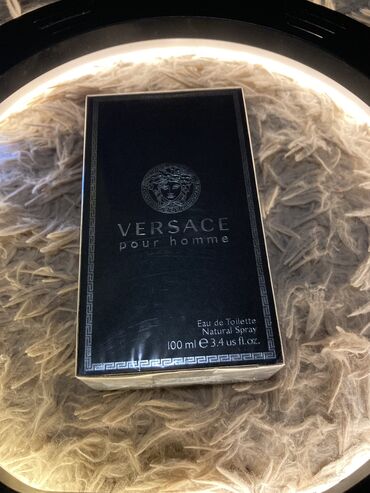 VERSACE
pour homme
Eau de Toilette
Natural Spray
100 ml ℮ 3.4 us fl.oz.